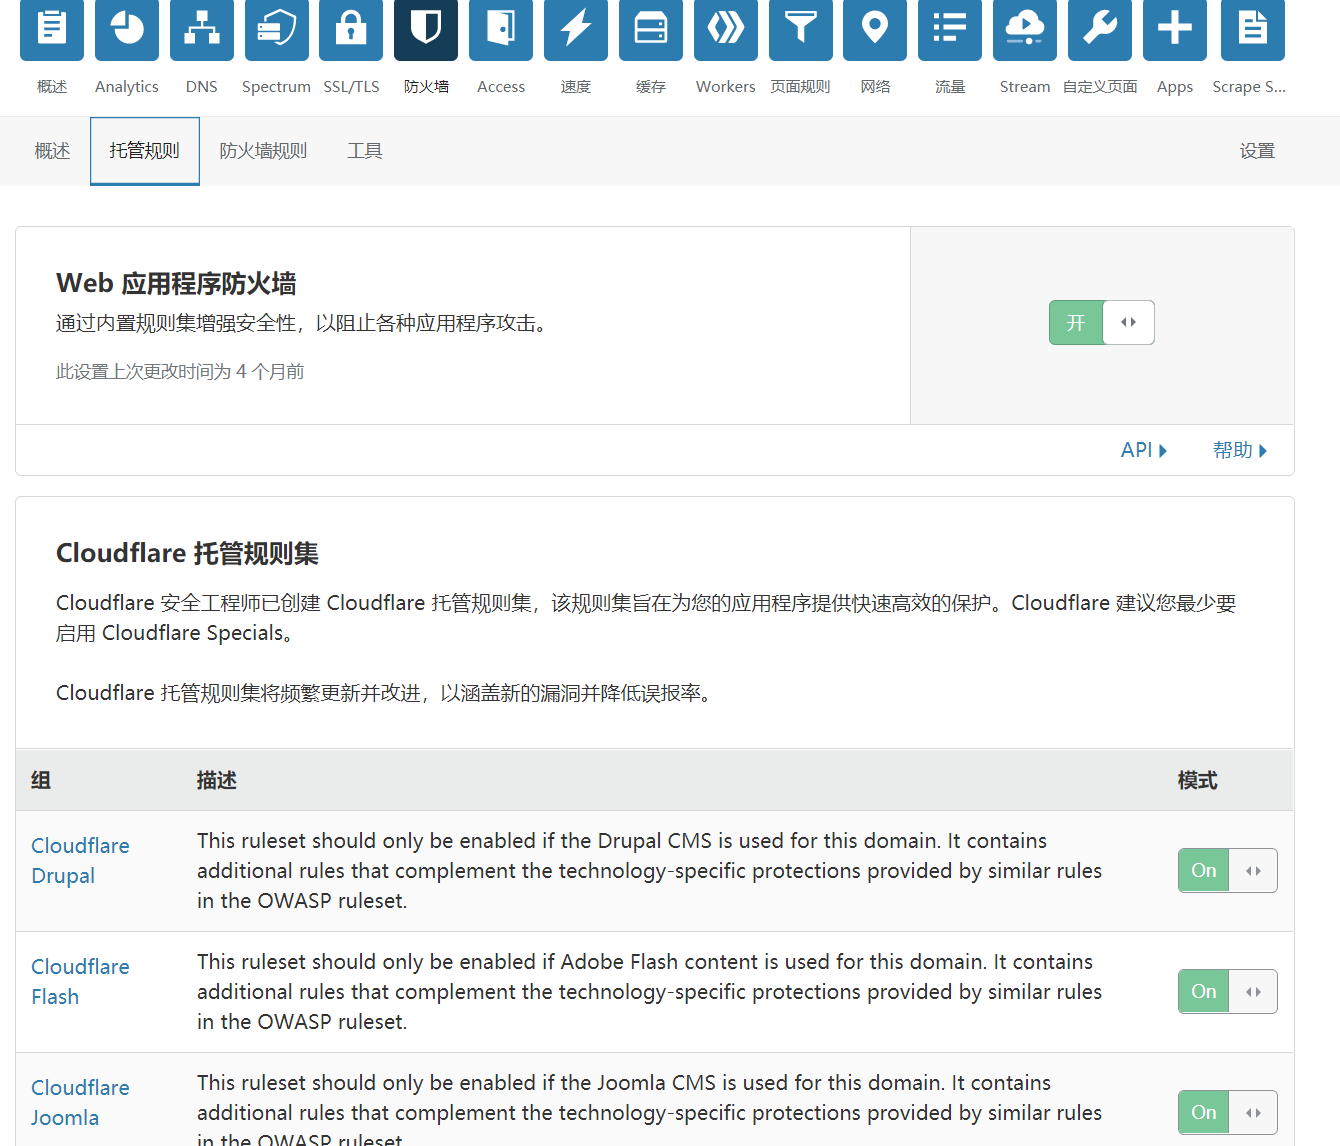 概述 Analytics DNS Spectrum SSL/TLS 防火墙 Access 速度 缓存 Workers 页面规则 网络 流量 Stream 自定义页面 Apps Scrape S...
概述 托管规则 防火墙规则 工具 设置
Web 应用程序防火墙
通过内置规则集增强安全性，以阻止各种应用程序攻击。
此设置上次更改时间为 4 个月前
开
API 帮助
Cloudflare 托管规则集
Cloudflare 安全工程师已创建 Cloudflare 托管规则集，该规则集旨在为您的应用程序提供快速高效的保护。Cloudflare 建议您最少要
启用 Cloudflare Specials。
Cloudflare 托管规则集将频繁更新并改进，以涵盖新的漏洞并降低误报率。
组 描述 模式
Cloudflare
Drupal
This ruleset should only be enabled if the Drupal CMS is used for this domain. It contains
additional rules that complement the technology-specific protections provided by similar rules
in the OWASP ruleset.
On
Cloudflare
Flash
This ruleset should only be enabled if Adobe Flash content is used for this domain. It contains
additional rules that complement the technology-specific protections provided by similar rules
in the OWASP ruleset.
On
Cloudflare
Joomla
This ruleset should only be enabled if the Joomla CMS is used for this domain. It contains
additional rules that complement the technology-specific protections provided by similar rules
in the OWASP ruleset.
On